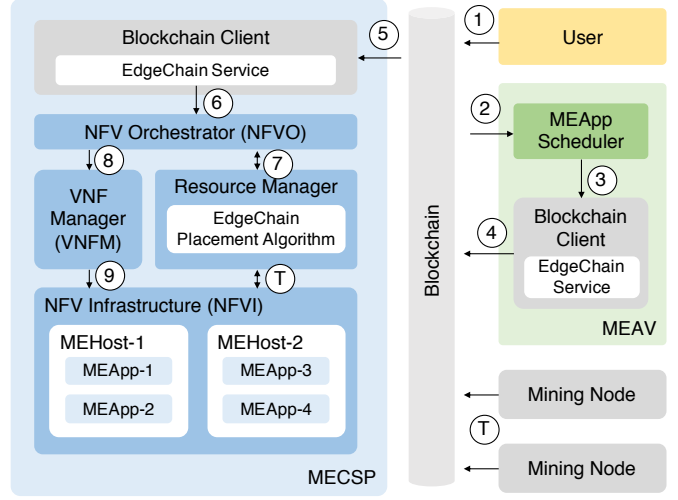 Blockchain Client
EdgeChain Service
5
6
NFV Orchestrator (NFVO)
8
7
VNF
Manager
(VNFM)
Resource Manager
EdgeChain
Placement Algorithm
9
T
NFV Infrastructure (NFVI)
MEHost-1
MEApp-1
MEApp-2
MEHost-2
MEApp-3
MEApp-4
MECSP
Blockchain
1
User
2
MEApp
Scheduler
3
4
Blockchain
Client
EdgeChain
Service
MEAV
Mining Node
T
Mining Node